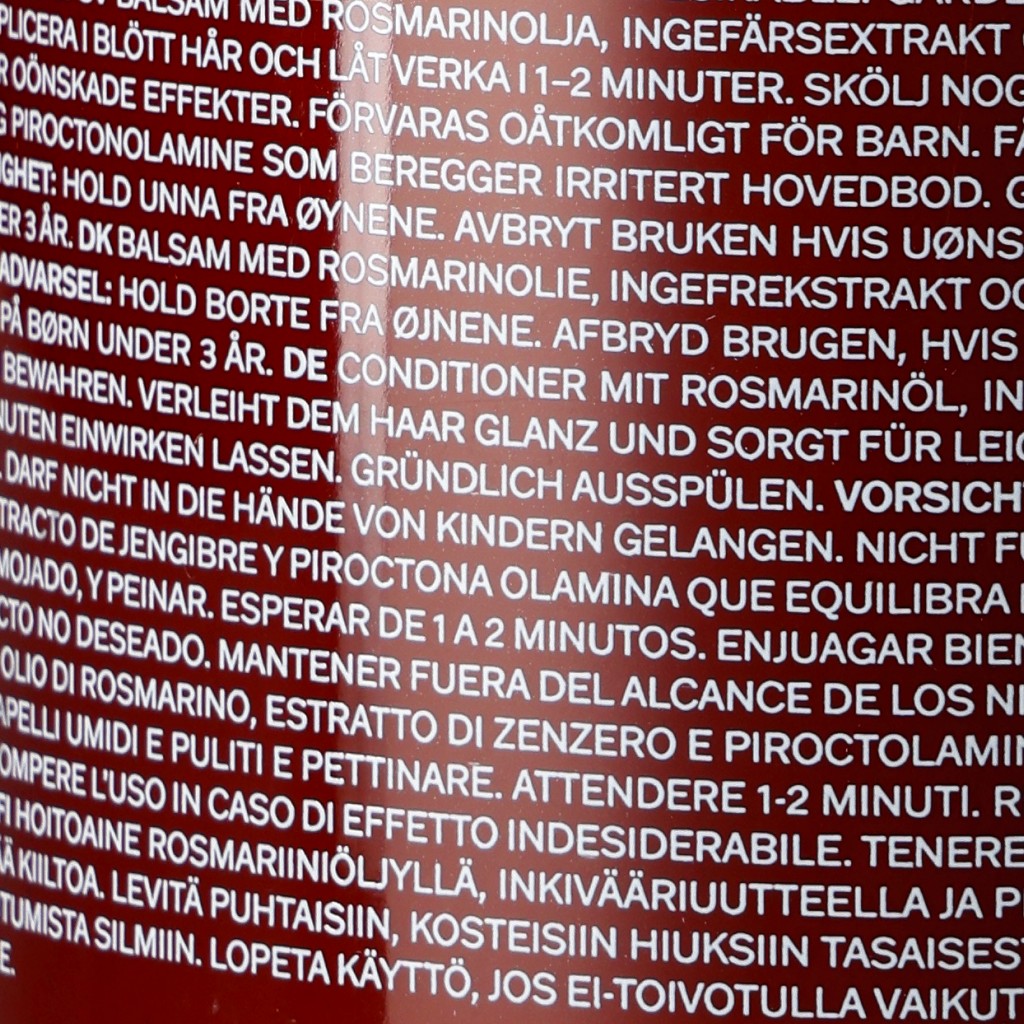 BALSAM MED ROSMARINOLJA, INGEFÄRSEXTRAKT
I BLÖTT HÅR OCH LÅT VERKA I 1–2 MINUTER. SKÖLJ NOG
OÖNSKADE EFFEKTER. FÖRVARAS OÅTKOMLIGT FÖR BARN. FÅ
PIROCTONOLAMINE SOM BEREGGER IRRITERT HOVEDBOD. G
IGHET: HOLD UNNA FRA ØYNENE. AVBRYT BRUKEN HVIS UØNS
ER 3 ÅR. DK BALSAM MED ROSMARINOLIE, INGEFREKSTRAKT OG
ADVARSEL: HOLD BORTE FRA ØJNENE. AFBRYD BRUGEN, HVIS
PÅ BØRN UNDER 3 ÅR. DE CONDITIONER MIT ROSMARINÖL, IN
BEWAHREN. VERLEIHT DEM HAAR GLANZ UND SORGT FÜR LEIC
NUTEN EINWIRKEN LASSEN. GRÜNDLICH AUSSPÜLEN. VORSICHT
. DARF NICHT IN DIE HÄNDE VON KINDERN GELANGEN. NICHT FÜ
TRACTO DE JENGIBRE Y PIROCTONA OLAMINA QUE EQUILIBRA
MOJADO, Y PEINAR. ESPERAR DE 1 A 2 MINUTOS. ENJUAGAR BIEN
CTO NO DESEADO. MANTENER FUERA DEL ALCANCE DE LOS NI
OLIO DI ROSMARINO, ESTRATTO DI ZENZERO E PIROCTOLAMIN
APELLI UMIDI E PULITI E PETTINARE. ATTENDERE 1-2 MINUTI. R
OMPERE L'USO IN CASO DI EFFETTO INDESIDERABILE. TENERE
FI HOITOAINE ROSMARIINIÖLJYLLÄ, INKIVÄÄRIUUTTEELLA JA P
ÄÄ KIILTOA. LEVITÄ PUHTAISIIN, KOSTEISIIN HIUKSIIN TASAISEST
TUMISTA SILMIIN. LOPETA KÄYTTÖ, JOS EI-TOIVOTULLA VAIKUT
E.